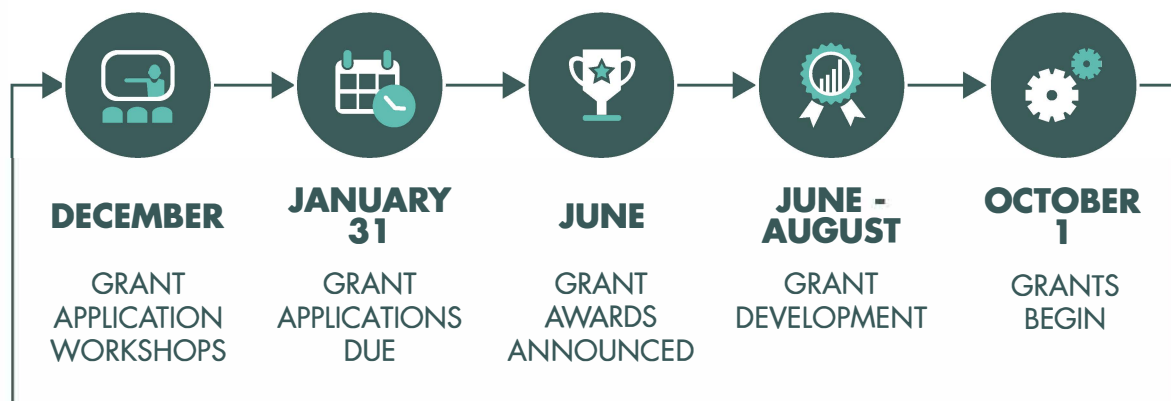 DECEMBER
GRANT
APPLICATION
WORKSHOPS
JANUARY
31
GRANT
APPLICATIONS
DUE
JUNE
GRANT
AWARDS
ANNOUNCED
JUNE -
AUGUST
GRANT
DEVELOPMENT
OCTOBER
1
GRANTS
BEGIN